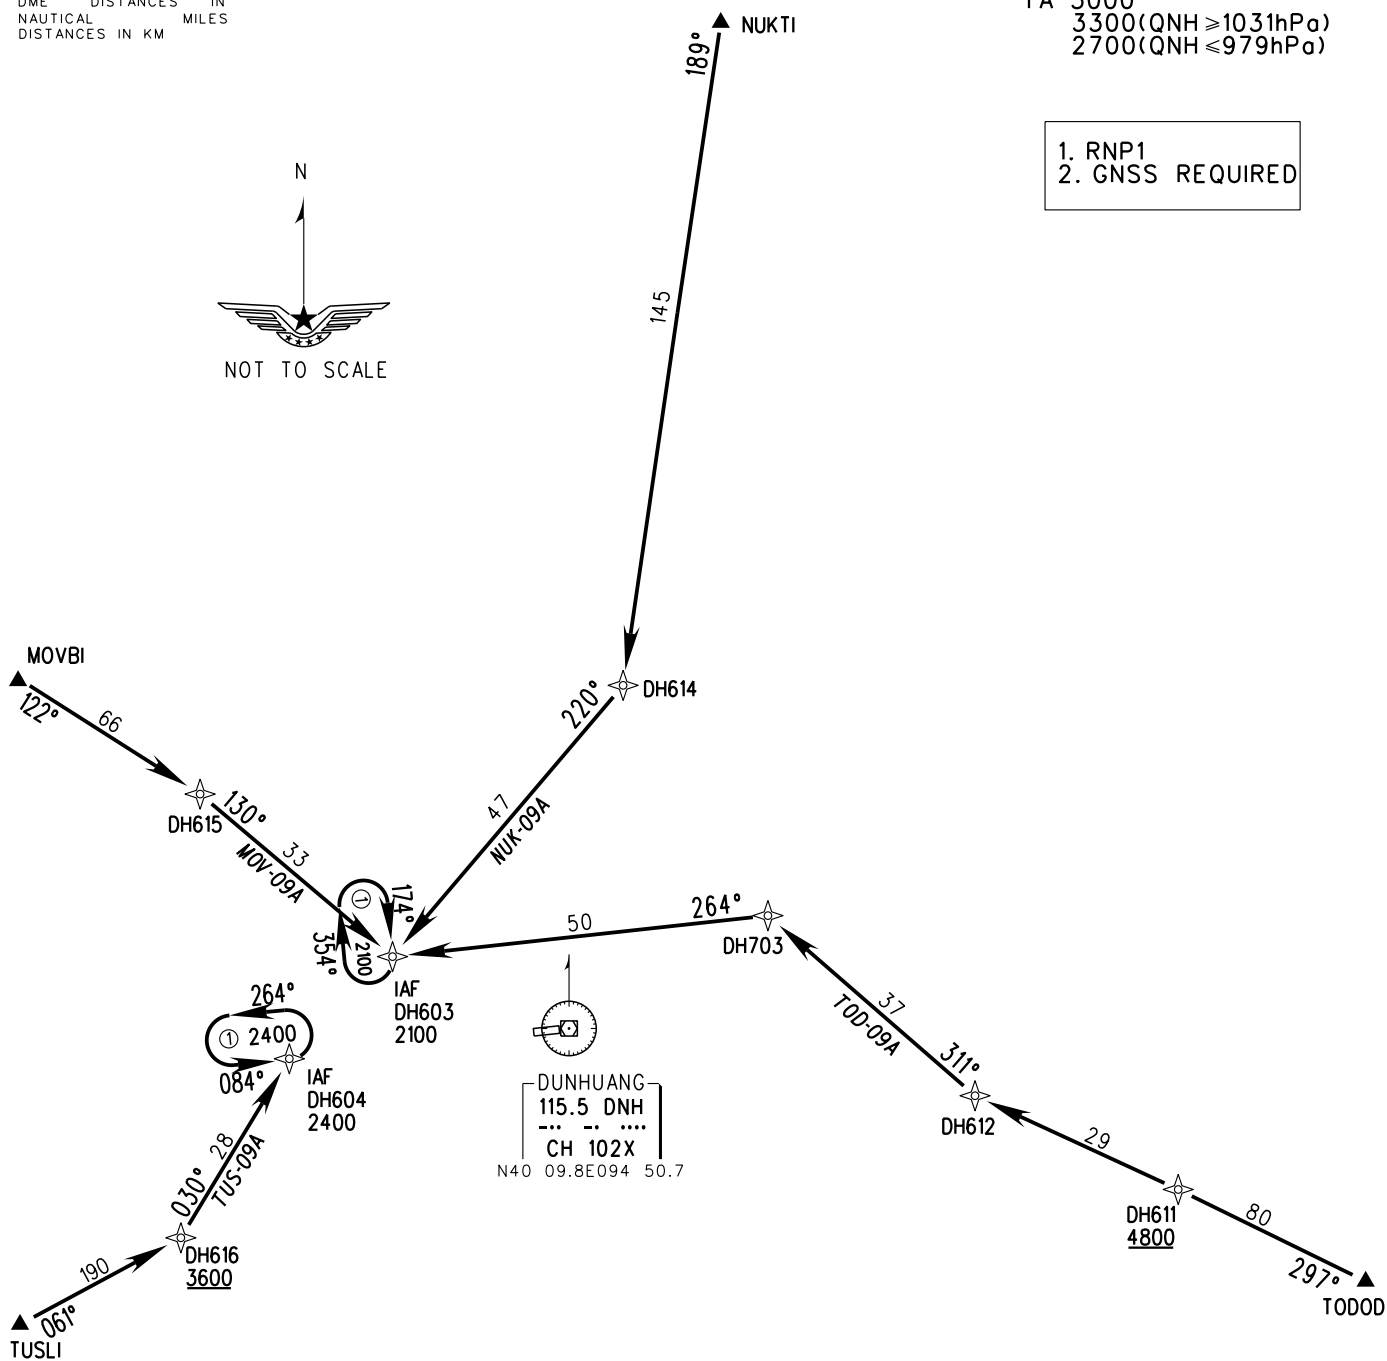 DME DISTANCES IN
NAUTICAL MILES
DISTANCES IN KM
TA 3000
3300(QNH ≥1031hPa)
2700(QNH ≤979hPa)
1. RNP1
2. GNSS REQUIRED
N
NOT TO SCALE
NUKTI
189°
145
MOVBI
122°
66
DH615
130°
33
MOV-09A
DH614
220°
47
NUK-09A
①
174°
354°
2100
IAF
DH603
2100
50
264°
DH703
37
TOD-09A
311°
DH612
29
DH611
4800
80
297°
TODOD
264°
① 2400
084°
IAF
DH604
2400
28
TUS-09A
030°
DH616
3600
190
061°
TUSLI
DUNHUANG
115.5 DNH
-·· -· ····
CH 102X
N40 09.8E094 50.7